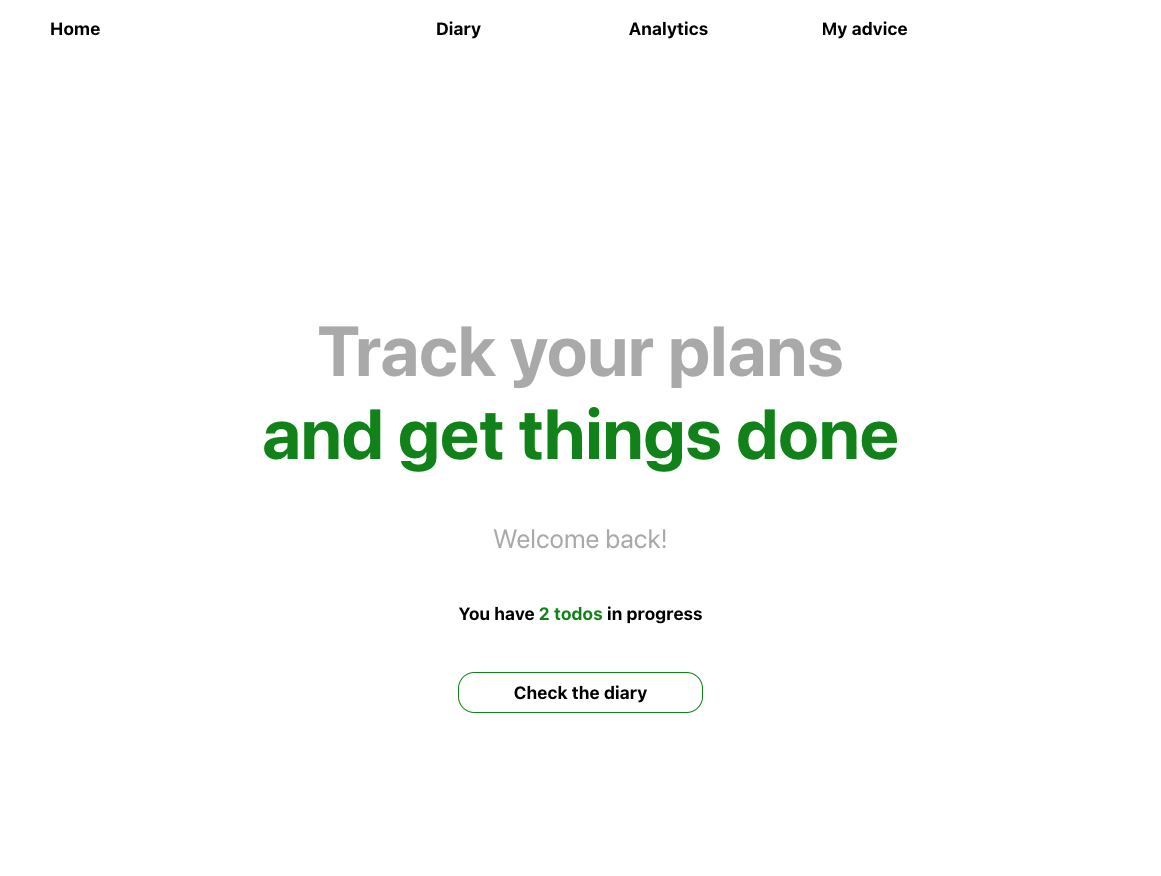 Home Diary Analytics My advice
Track your plans
and get things done
Welcome back!
You have 2 todos in progress
Check the diary